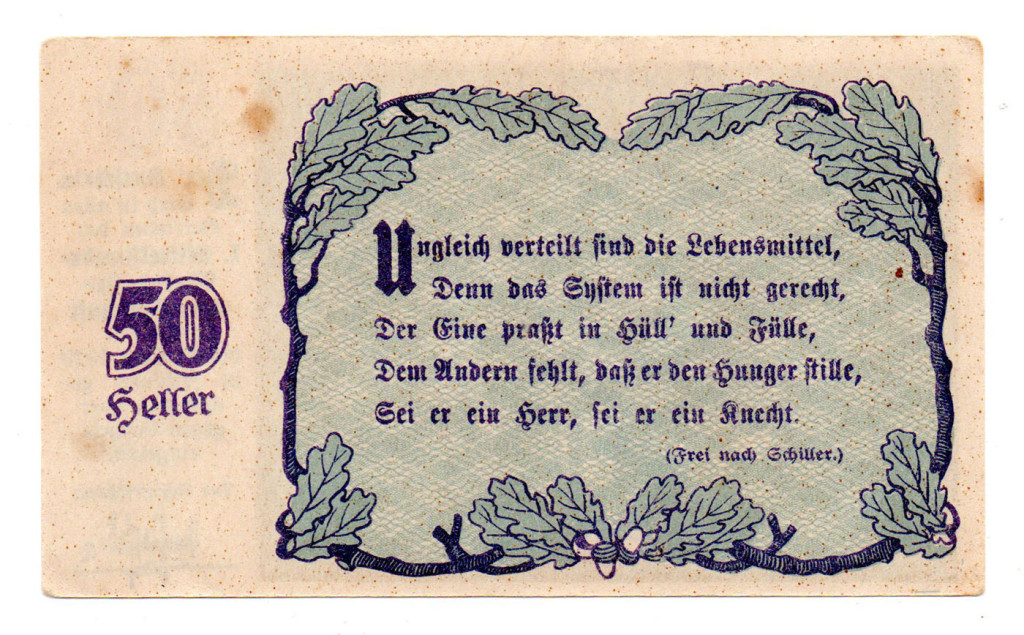 50
Heller
Ungleich verteilt sind die Lebensmittel,
Denn das System ist nicht gerecht,
Der Eine praßt in Hüll' und Fülle,
Dem Andern fehlt, daß er den Hunger stille,
Sei er ein Herr, sei er ein Knecht.
(Frei nach Schiller.)